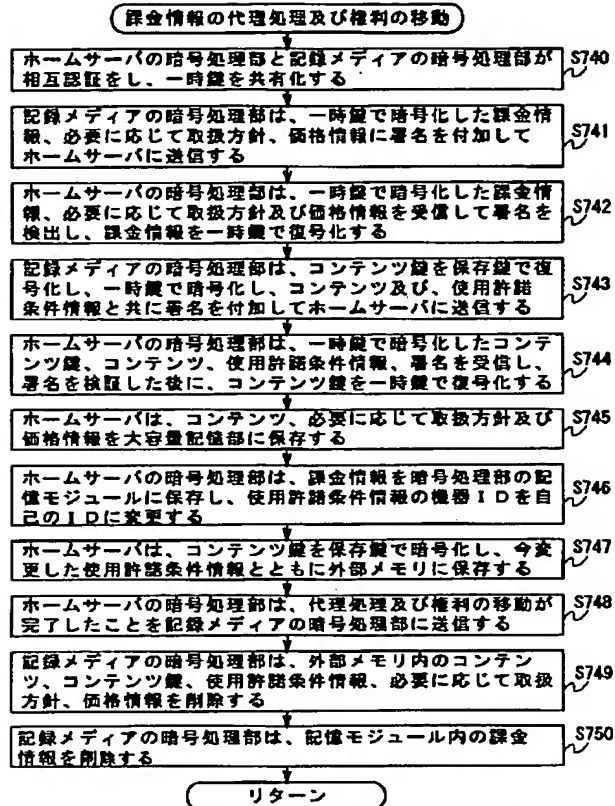 課金情報の代理処理及び権利の移動
ホームサーバの暗号処理部と記録メディアの暗号処理部が
相互認証をし、一時鍵を共有化する
S740
記録メディアの暗号処理部は、一時鍵で暗号化した課金情
報、必要に応じて取扱方針、価格情報に署名を付加して
ホームサーバに送信する
S741
ホームサーバの暗号処理部は、一時鍵で暗号化した課金情
報、必要に応じて取扱方針及び価格情報を受信して署名を
検出し、課金情報を一時鍵で復号化する
S742
記録メディアの暗号処理部は、コンテンツ鍵を保存鍵で復
号化し、一時鍵で暗号化し、コンテンツ及び、使用許諾
条件情報と共に署名を付加してホームサーバに送信する
S743
ホームサーバの暗号処理部は、一時鍵で暗号化したコンテ
ンツ鍵、コンテンツ、使用許諾条件情報、署名を受信し、
署名を検証した後に、コンテンツ鍵を一時鍵で復号化する
S744
ホームサーバは、コンテンツ、必要に応じて取扱方針及び
価格情報を大容量記憶部に保存する
S745
ホームサーバの暗号処理部は、課金情報を暗号処理部の記
憶モジュールに保存し、使用許諾条件情報の機器IDを自
己のIDに変更する
S746
ホームサーバは、コンテンツ鍵を保存鍵で暗号化し、今変
更した使用許諾条件情報とともに外部メモリに保存する
S747
ホームサーバの暗号処理部は、代理処理及び権利の移動が
完了したことを記録メディアの暗号処理部に送信する
S748
記録メディアの暗号処理部は、外部メモリ内のコンテン
ツ、コンテンツ鍵、使用許諾条件情報、必要に応じて取扱
方針、価格情報を削除する
S749
記録メディアの暗号処理部は、記憶モジュール内の課金
情報を削除する
S750
リターン